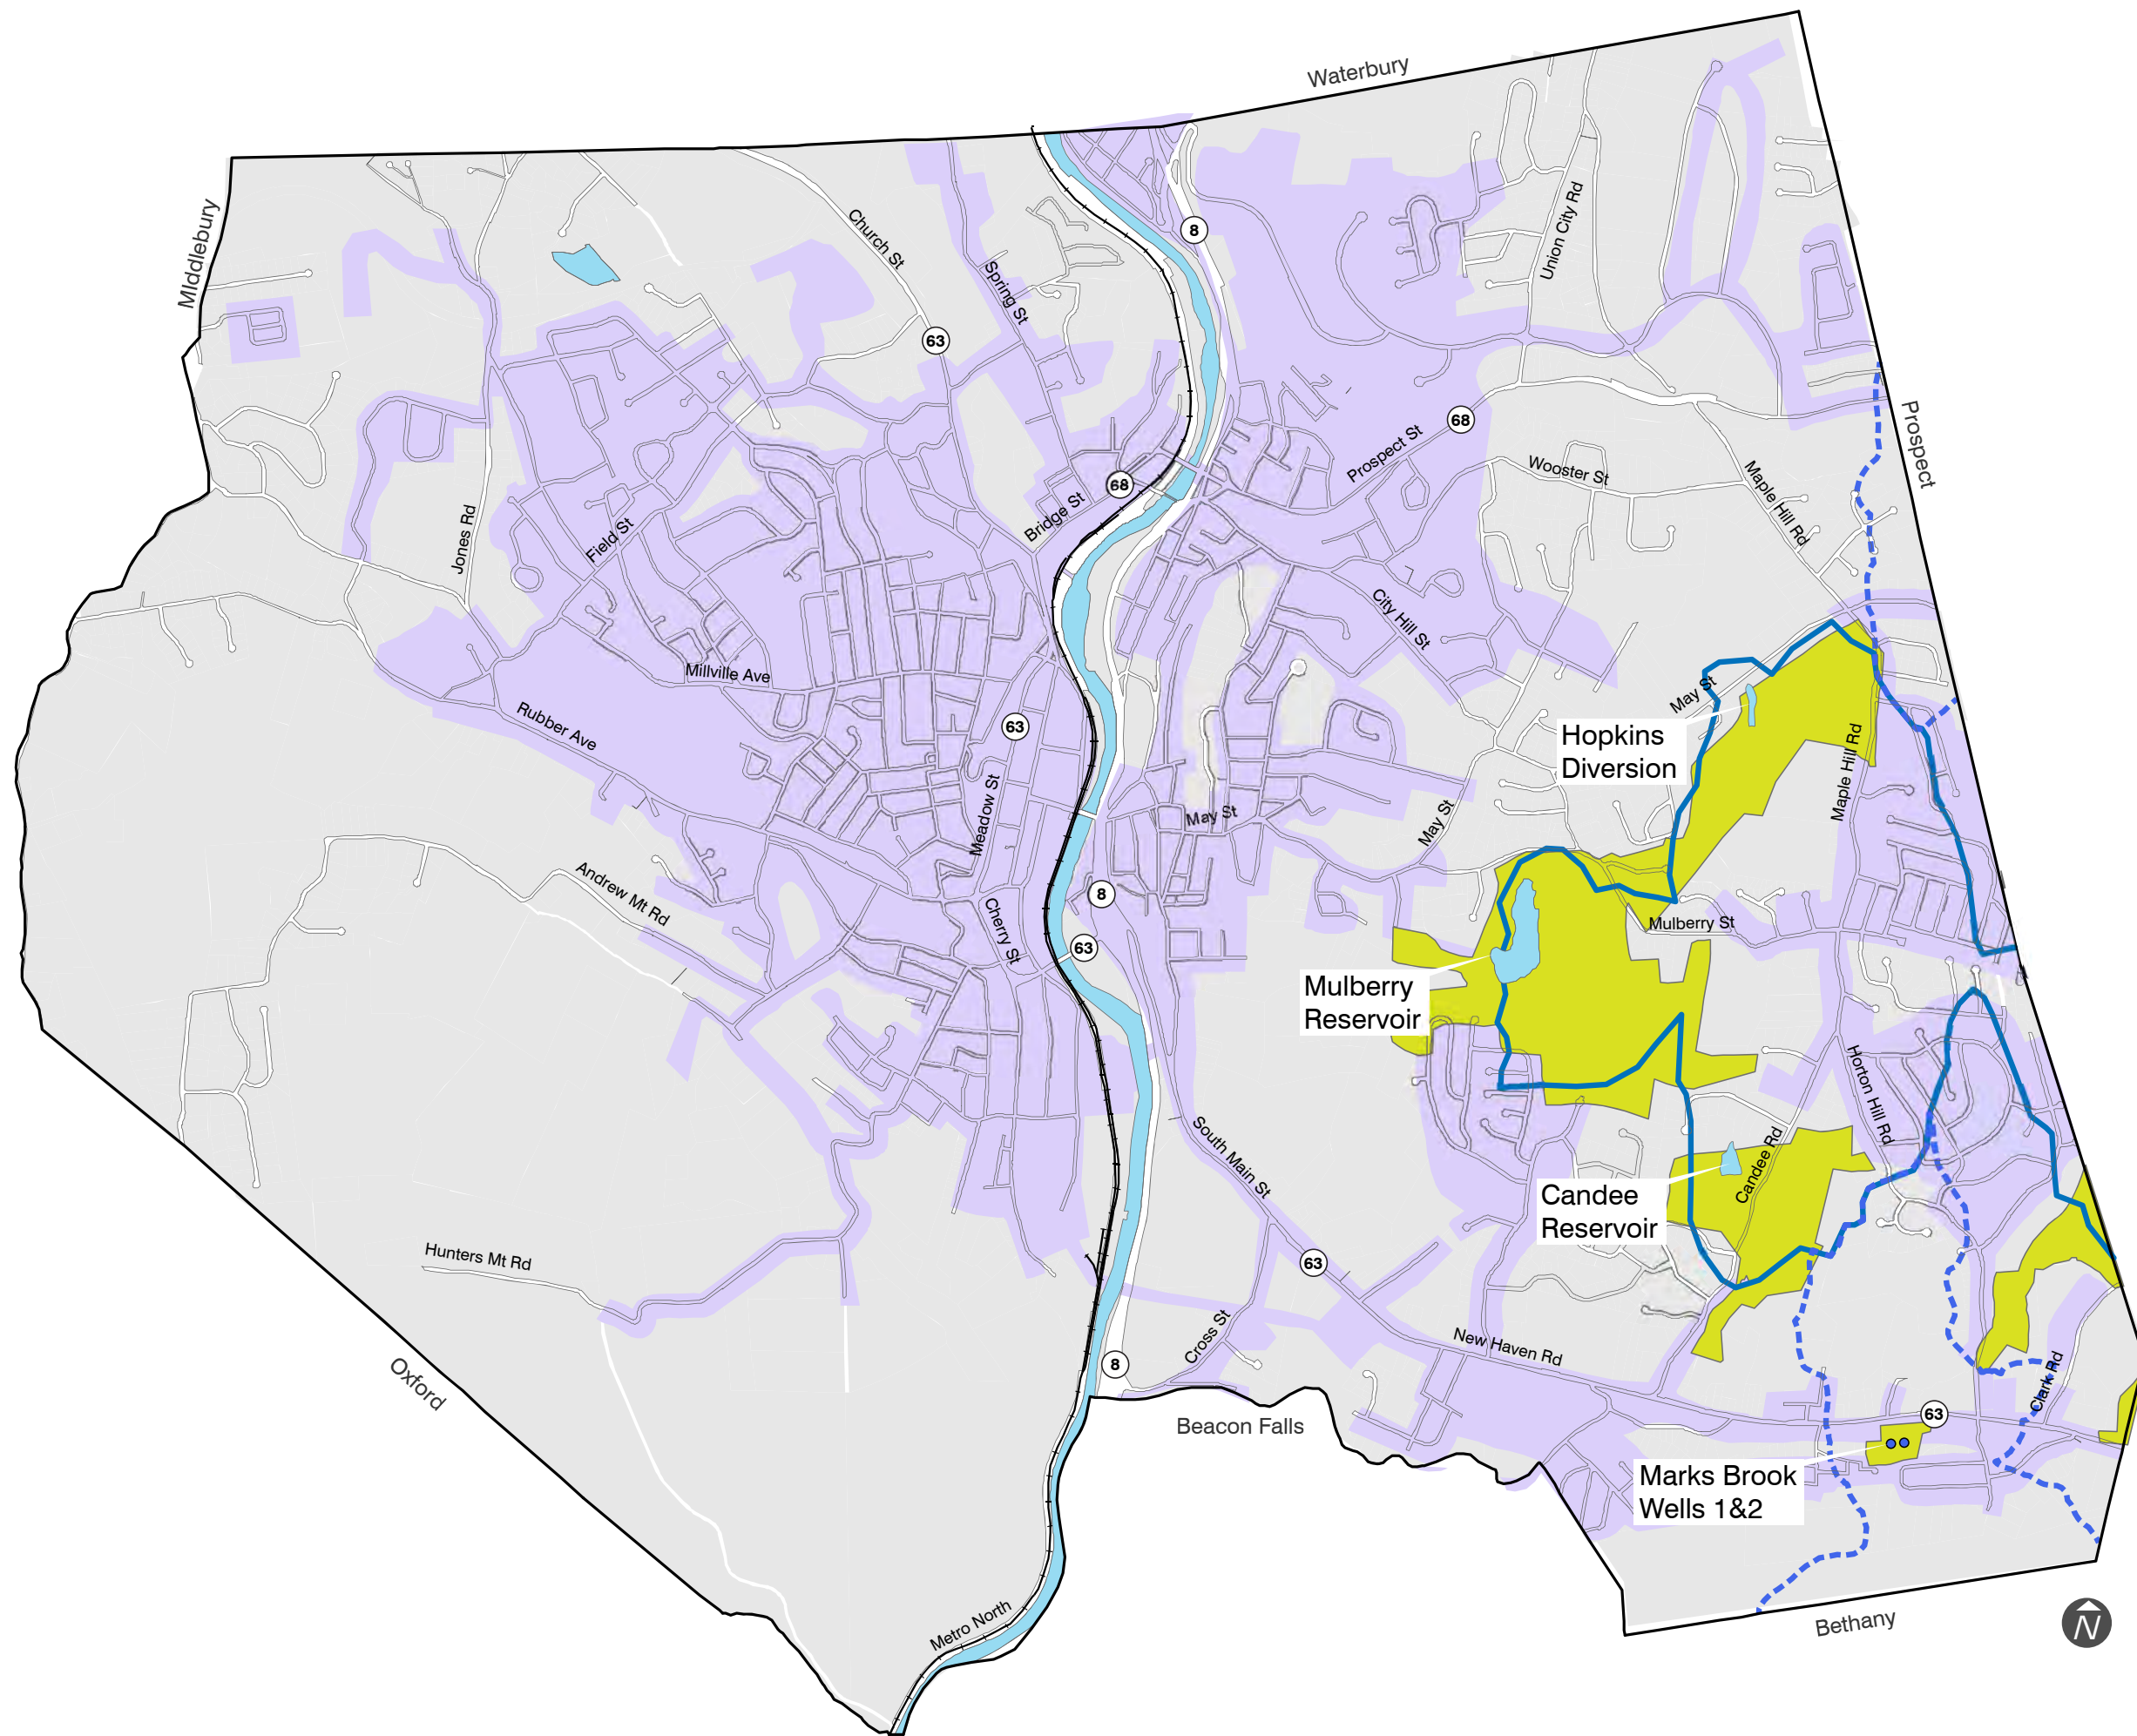 Waterbury
MIddlebury
Church St
8
Union City Rd
Spring St
63
Prospect
68
Prospect St
Wooster St
Maple Hill Rd
68
Bridge St
Jones Rd
Field St
City Hill St
Millville Ave
May St
Rubber Ave
63
Hopkins
Diversion
Maple Hill Rd
Meadow St
May St
May St
Andrew Mt Rd
8
Cherry St
63
Mulberry St
Mulberry
Reservoir
Horton Hill Rd
South Main St
Candee Rd
Candee
Reservoir
Hunters Mt Rd
63
Cross St
New Haven Rd
8
Oxford
Clark Rd
Beacon Falls
63
Marks Brook
Wells 1&2
Metro North
Bethany
N